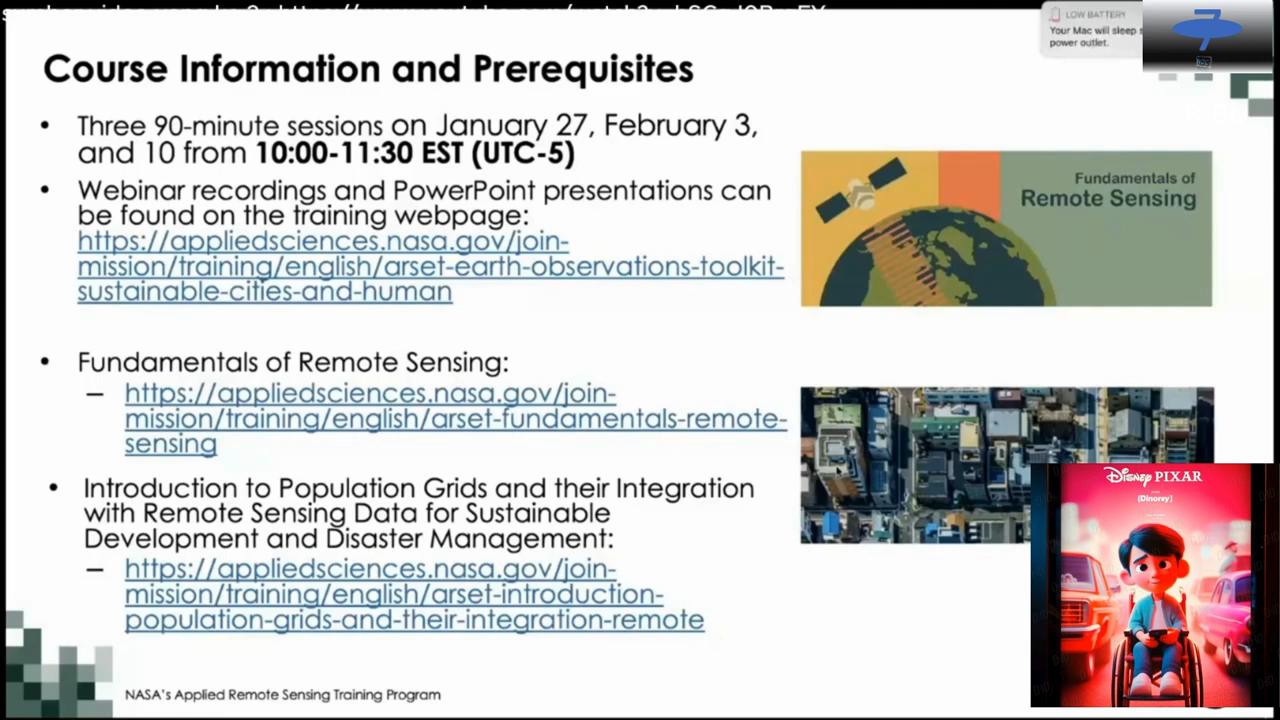 LOW BATTERY
Your Mac will sleep
power outlet.
Course Information and Prerequisites
• Three 90-minute sessions on January 27, February 3,
and 10 from 10:00-11:30 EST (UTC-5)
• Webinar recordings and PowerPoint presentations can
be found on the training webpage:
https://appliedsciences.nasa.gov/join-
mission/training/english/arset-earth-observations-toolkit-
sustainable-cities-and-human
Fundamentals of
Remote Sensing
• Fundamentals of Remote Sensing:
– https://appliedsciences.nasa.gov/join-
mission/training/english/arset-fundamentals-remote-
sensing
• Introduction to Population Grids and their Integration
with Remote Sensing Data for Sustainable
Development and Disaster Management:
– https://appliedsciences.nasa.gov/join-
mission/training/english/arset-introduction-
population-grids-and-their-integration-remote
DISNEY PIXAR
(Dinorey)
NASA's Applied Remote Sensing Training Program